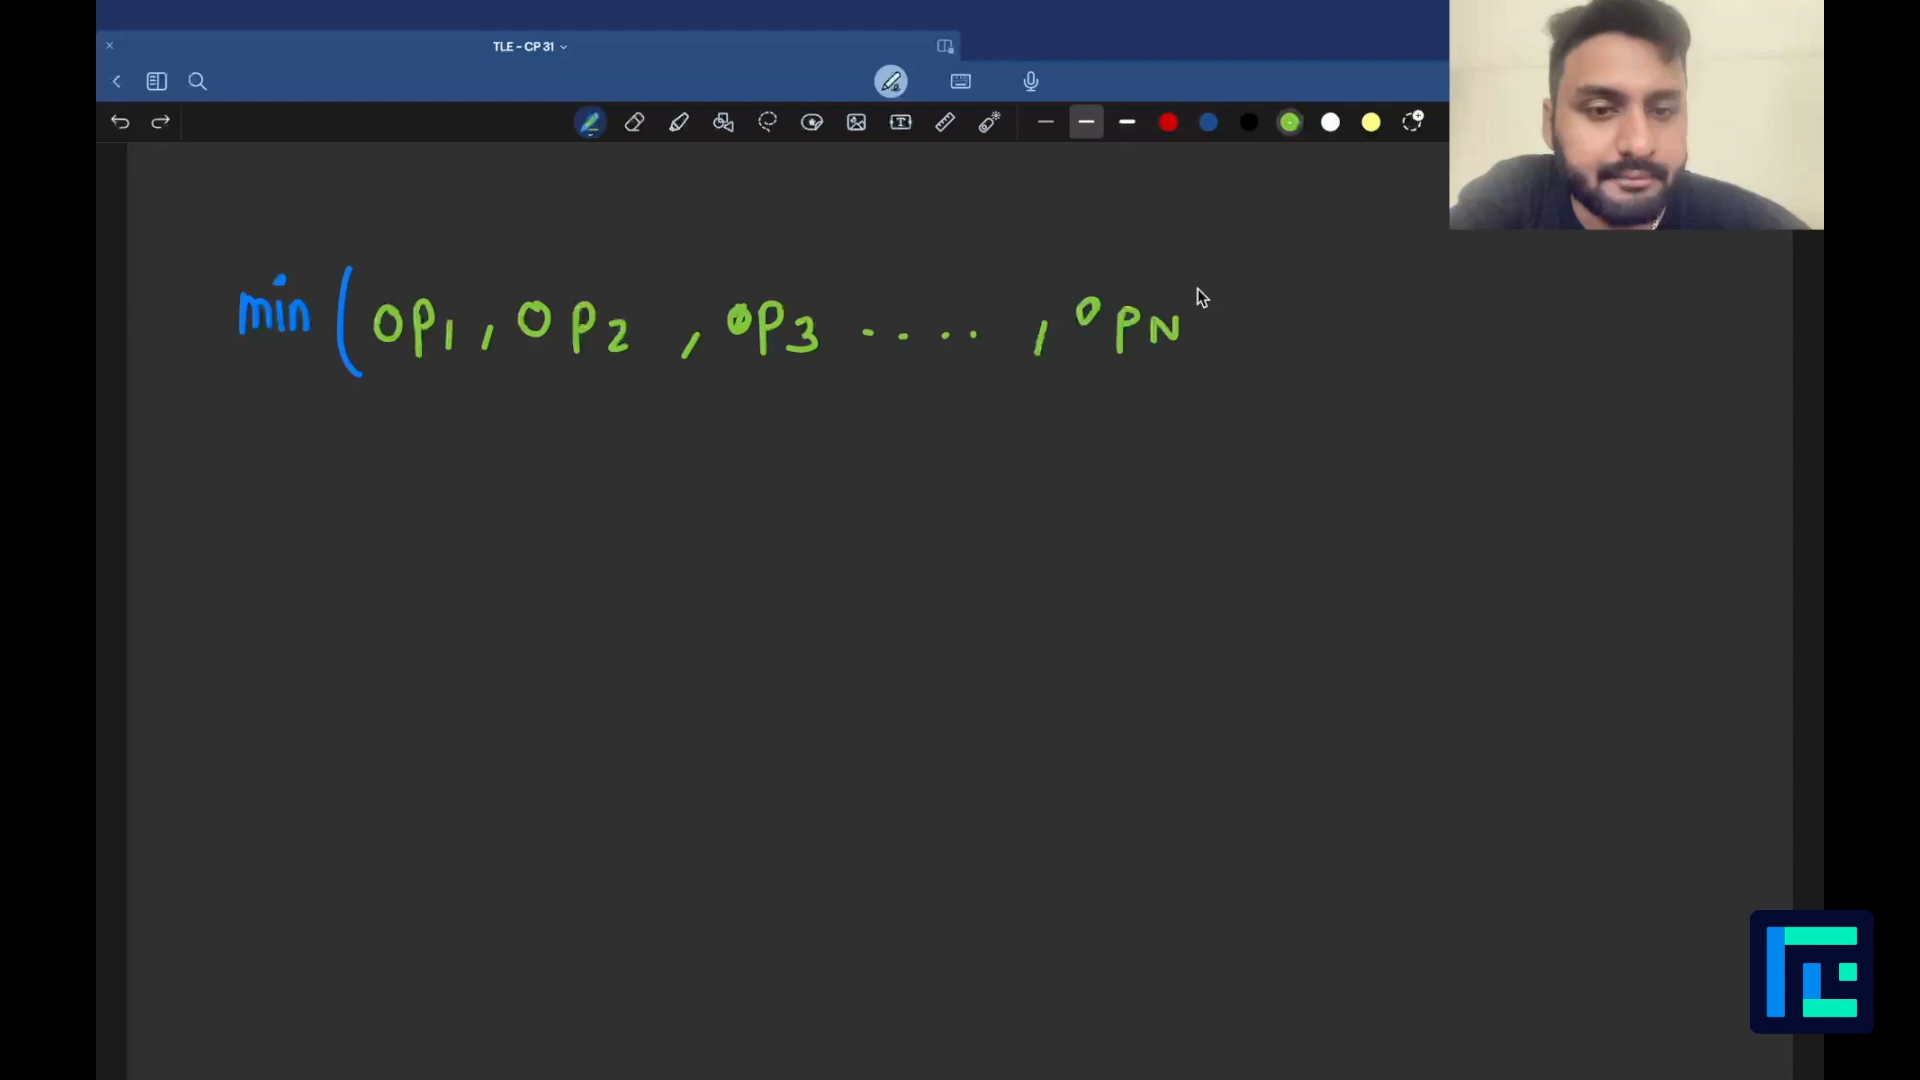 TLE - CP 31
min ( OP1 , OP2 , OP3 .... , OPN